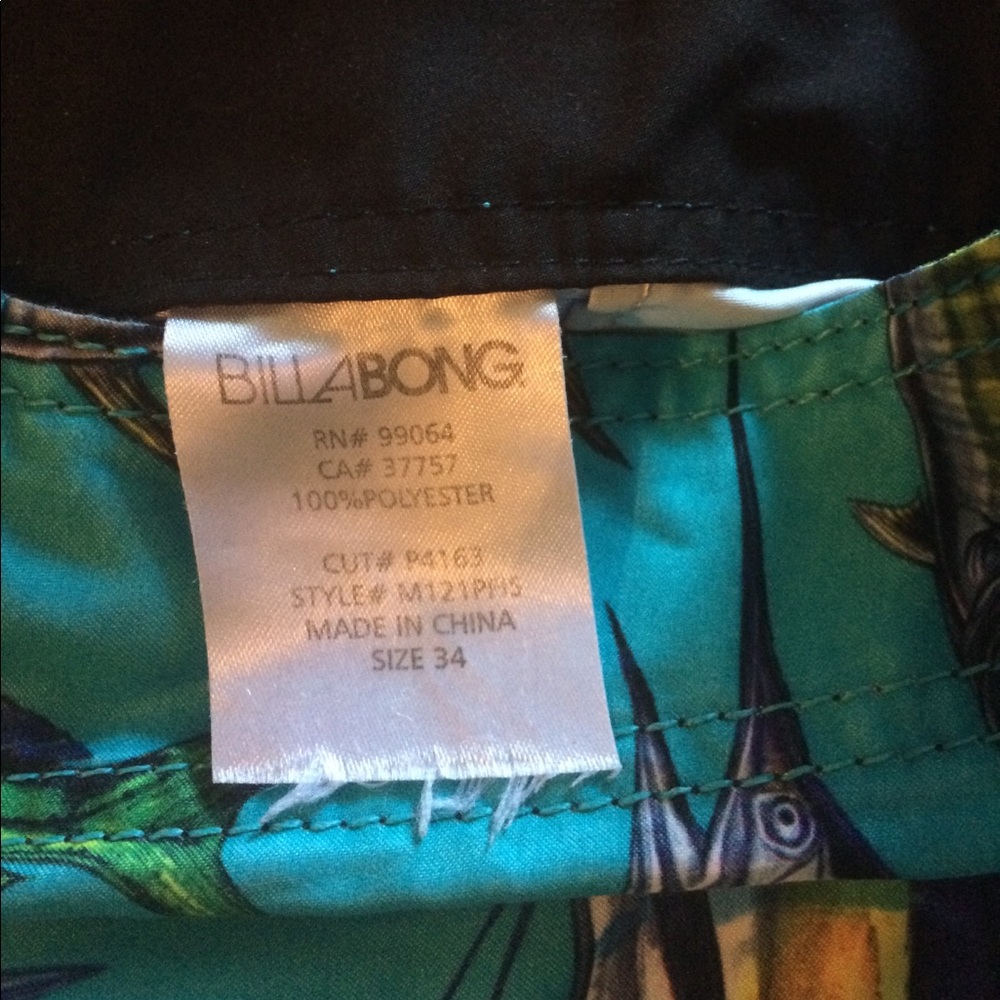 BILLABONG
RN# 99064
CA# 37757
100%POLYESTER
CUT# P4163
STYLE# M121PHS
MADE IN CHINA
SIZE 34